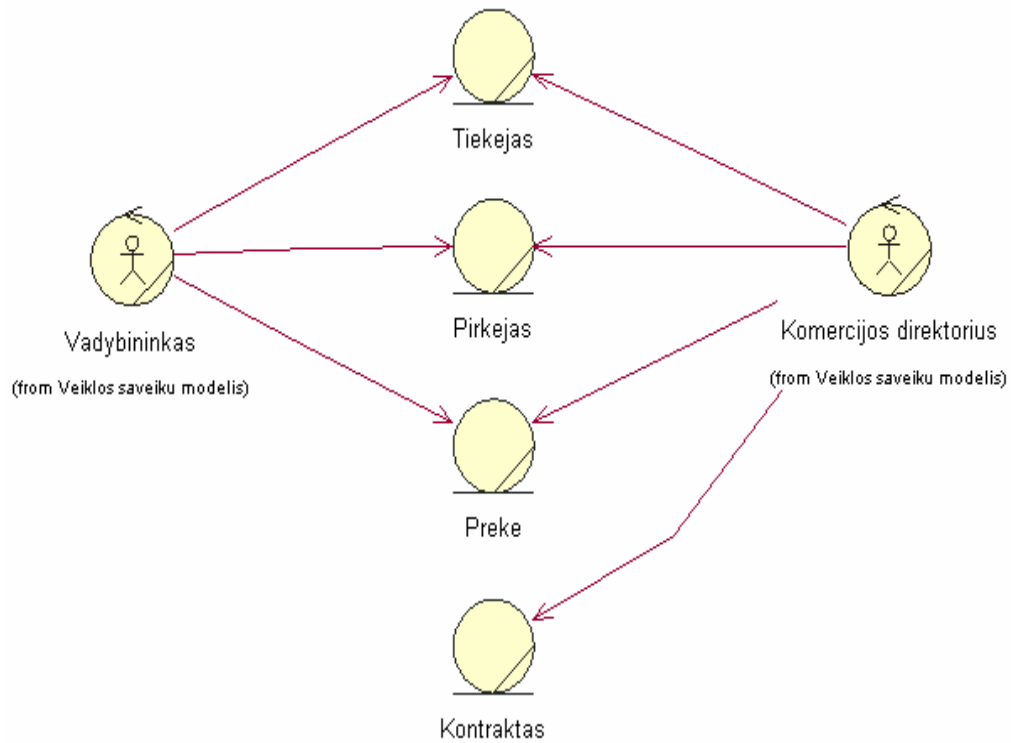 Tiekejas
Vadybininkas
(from Veiklos saveiku modelis)
Pirkejas
Komercijos direktorius
(from Veiklos saveiku modelis)
Preke
Kontraktas